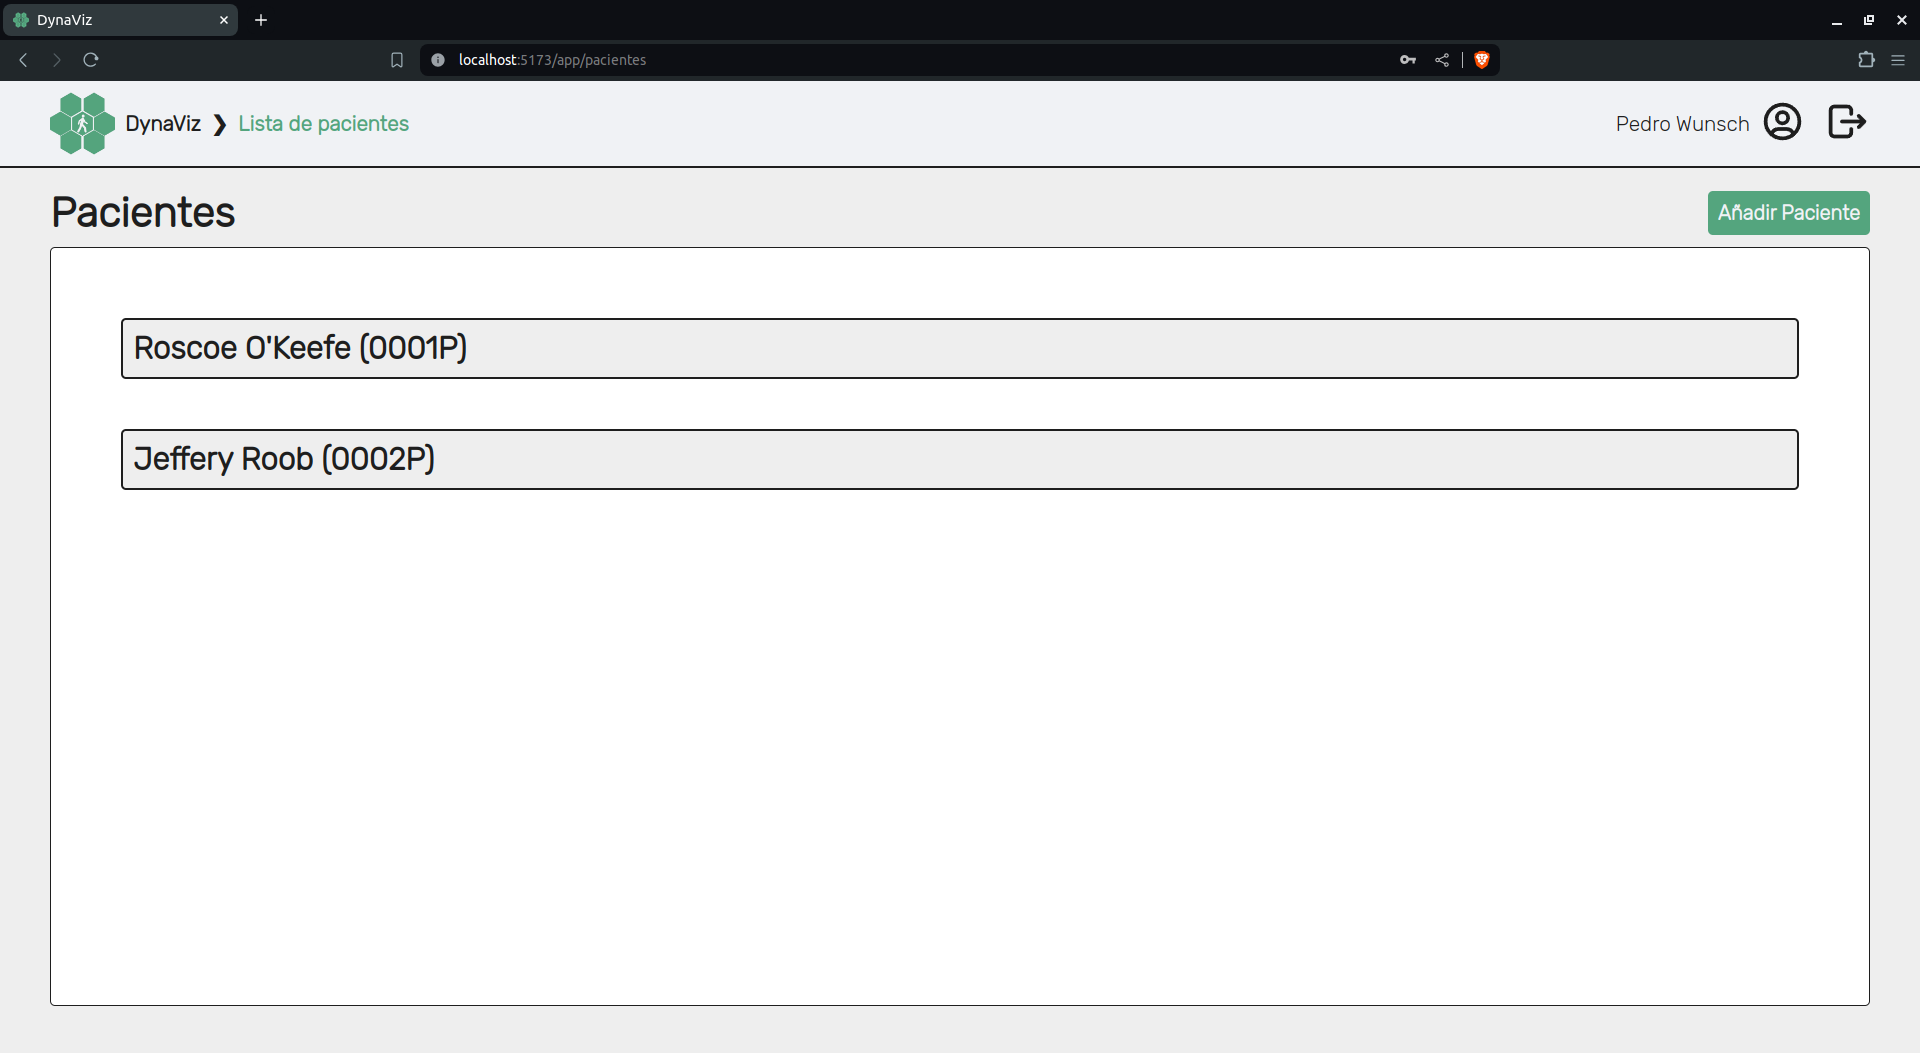 DynaViz
localhost:5173/app/pacientes
DynaViz ❯ Lista de pacientes
Pedro Wunsch
Pacientes
Añadir Paciente
Roscoe O'Keefe (0001P)
Jeffery Roob (0002P)